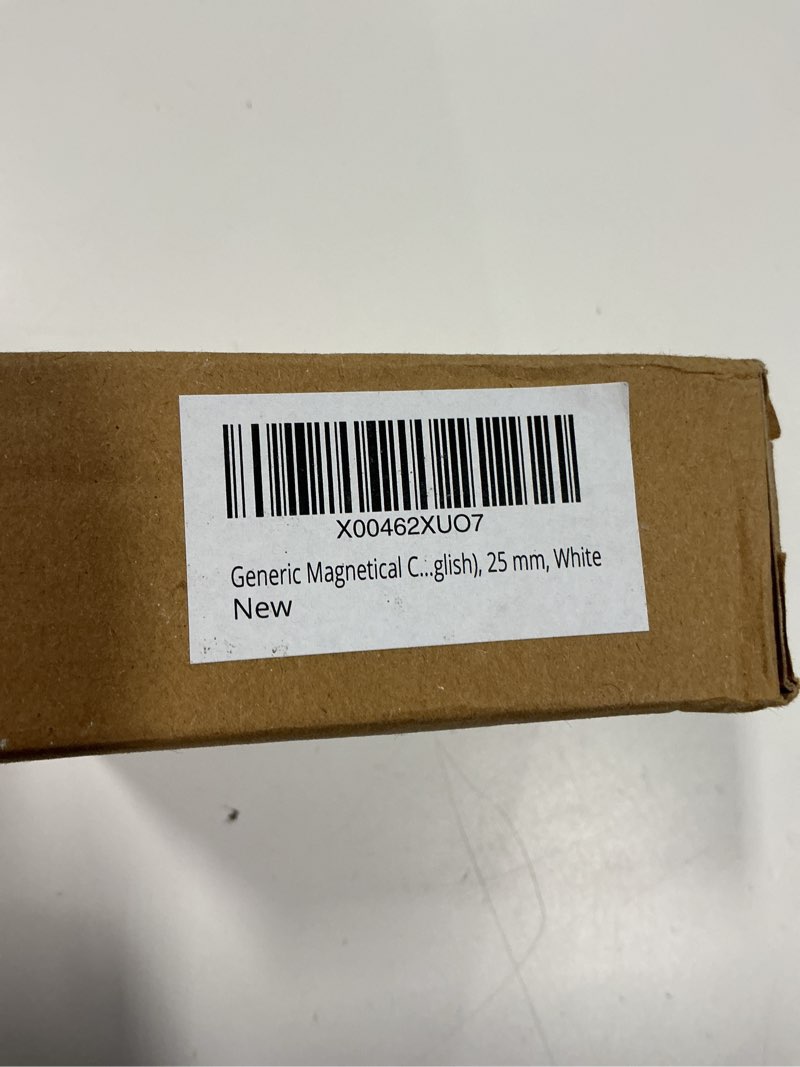 X00462XUO7
Generic Magnetical C...glish), 25 mm, White
New